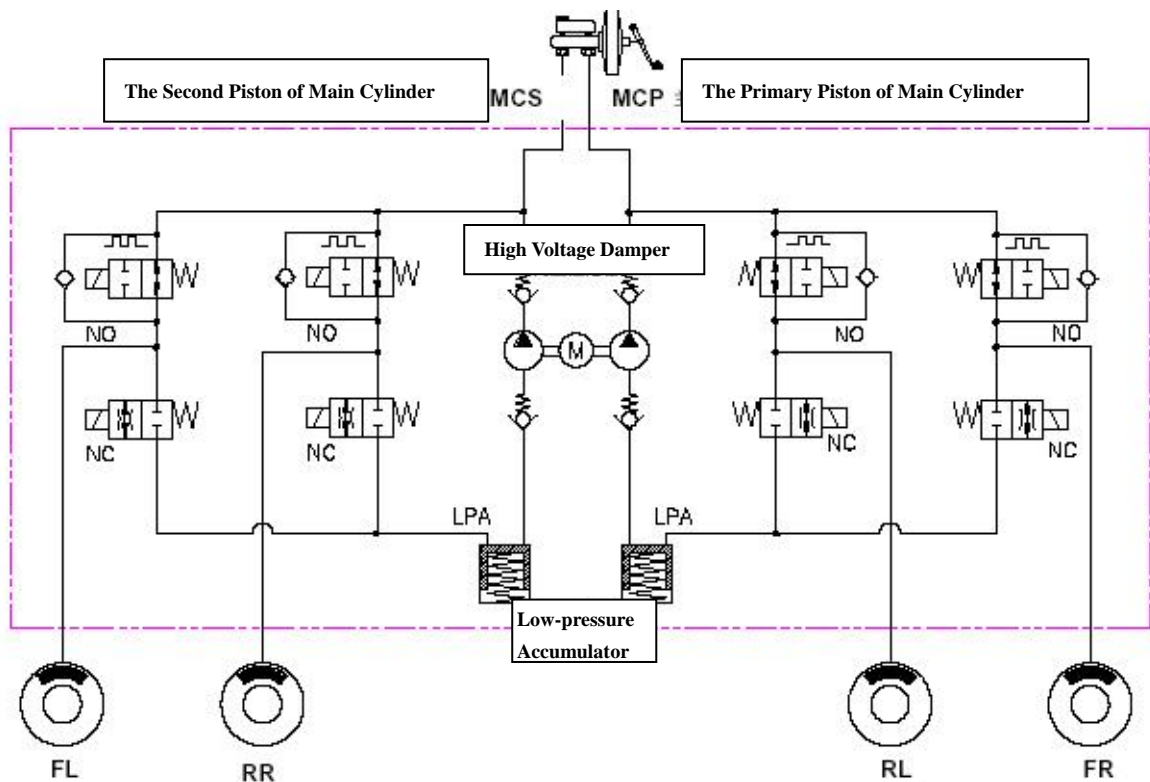 The Second Piston of Main Cylinder
MCS
MCP
The Primary Piston of Main Cylinder
High Voltage Damper
NO
NO
NO
NO
M
NC
NC
NC
NC
LPA
LPA
Low-pressure
Accumulator
FL
RR
RL
FR